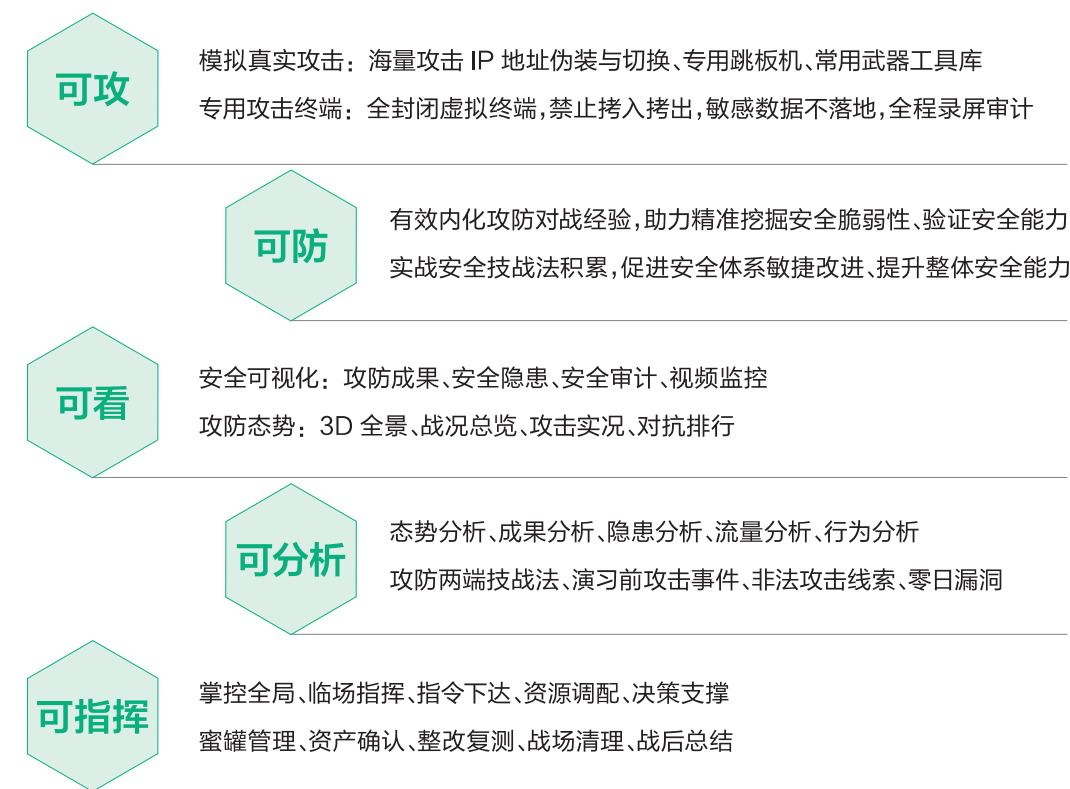 可攻
模拟真实攻击：海量攻击 IP 地址伪装与切换、专用跳板机、常用武器工具库
专用攻击终端：全封闭虚拟终端，禁止拷入拷出，敏感数据不落地，全程录屏审计
可防
有效内化攻防对战经验，助力精准挖掘安全脆弱性、验证安全能力
实战安全技战法积累，促进安全体系敏捷改进、提升整体安全能力
可看
安全可视化：攻防成果、安全隐患、安全审计、视频监控
攻防态势：3D 全景、战况总览、攻击实况、对抗排行
可分析
态势分析、成果分析、隐患分析、流量分析、行为分析
攻防两端技战法、演习前攻击事件、非法攻击线索、零日漏洞
可指挥
掌控全局、临场指挥、指令下达、资源调配、决策支撑
蜜罐管理、资产确认、整改复测、战场清理、战后总结